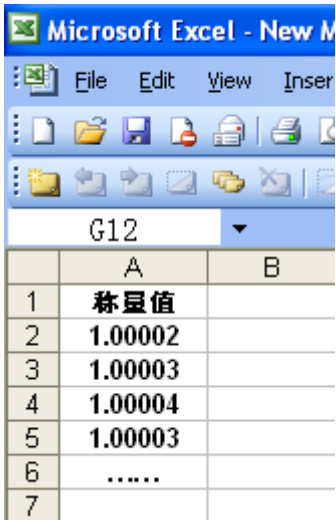 Microsoft Excel - New M
File Edit View Inser
G12
A B
1 称量值
2 1.00002
3 1.00003
4 1.00004
5 1.00003
6 ……
7